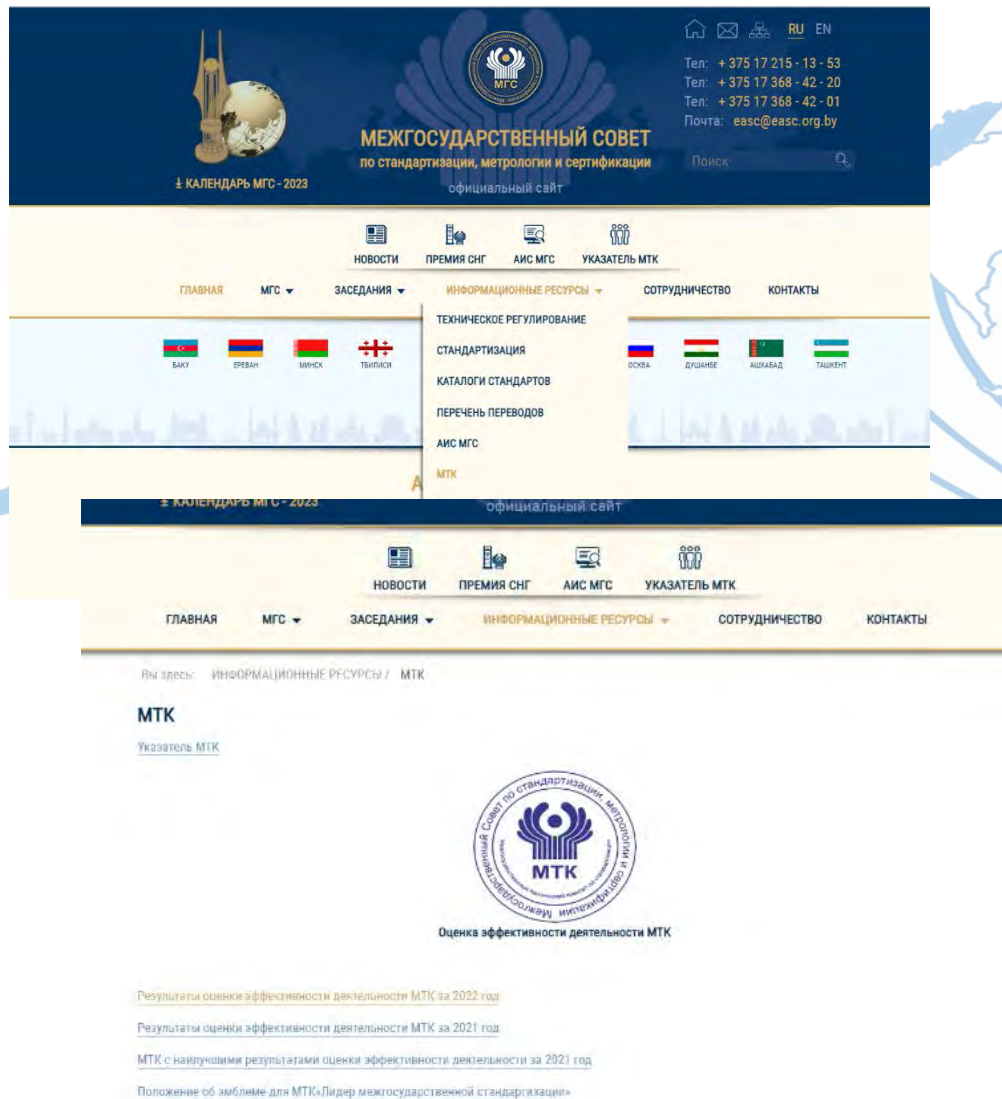 RU EN
Тел: + 375 17 215 - 13 - 53
Тел: + 375 17 368 - 42 - 20
Тел: + 375 17 368 - 42 - 01
Почта: easc@easc.org.by
Поиск
МГС
МЕЖГОСУДАРСТВЕННЫЙ СОВЕТ
по стандартизации, метрологии и сертификации
официальный сайт
КАЛЕНДАРЬ МГС - 2023
НОВОСТИ ПРЕМИЯ СНГ АИС МГС УКАЗАТЕЛЬ МТК
ГЛАВНАЯ МГС ЗАСЕДАНИЯ ИНФОРМАЦИОННЫЕ РЕСУРСЫ СОТРУДНИЧЕСТВО КОНТАКТЫ
ТЕХНИЧЕСКОЕ РЕГУЛИРОВАНИЕ
СТАНДАРТИЗАЦИЯ
КАТАЛОГИ СТАНДАРТОВ
ПЕРЕЧЕНЬ ПЕРЕВОДОВ
АИС МГС
МТК
БАКУ ЕРЕВАН МИНСК ТБИЛИСИ ОСКВА ДУШАНБЕ АШХАБАД ТАШКЕНТ
А
КАЛЕНДАРЬ МГС - 2023
официальный сайт
НОВОСТИ ПРЕМИЯ СНГ АИС МГС УКАЗАТЕЛЬ МТК
ГЛАВНАЯ МГС ЗАСЕДАНИЯ ИНФОРМАЦИОННЫЕ РЕСУРСЫ СОТРУДНИЧЕСТВО КОНТАКТЫ
Вы здесь: ИНФОРМАЦИОННЫЕ РЕСУРСЫ / МТК
МТК
Указатель МТК
Межгосударственный Совет по стандартизации, метрологии и сертификации
МТК
Оценка эффективности деятельности МТК
Результаты оценки эффективности деятельности МТК за 2022 год
Результаты оценки эффективности деятельности МТК за 2021 год
МТК с наилучшими результатами оценки эффективности деятельности за 2021 год
Положение об эмблеме для МТК«Лидер межгосударственной стандартизации»